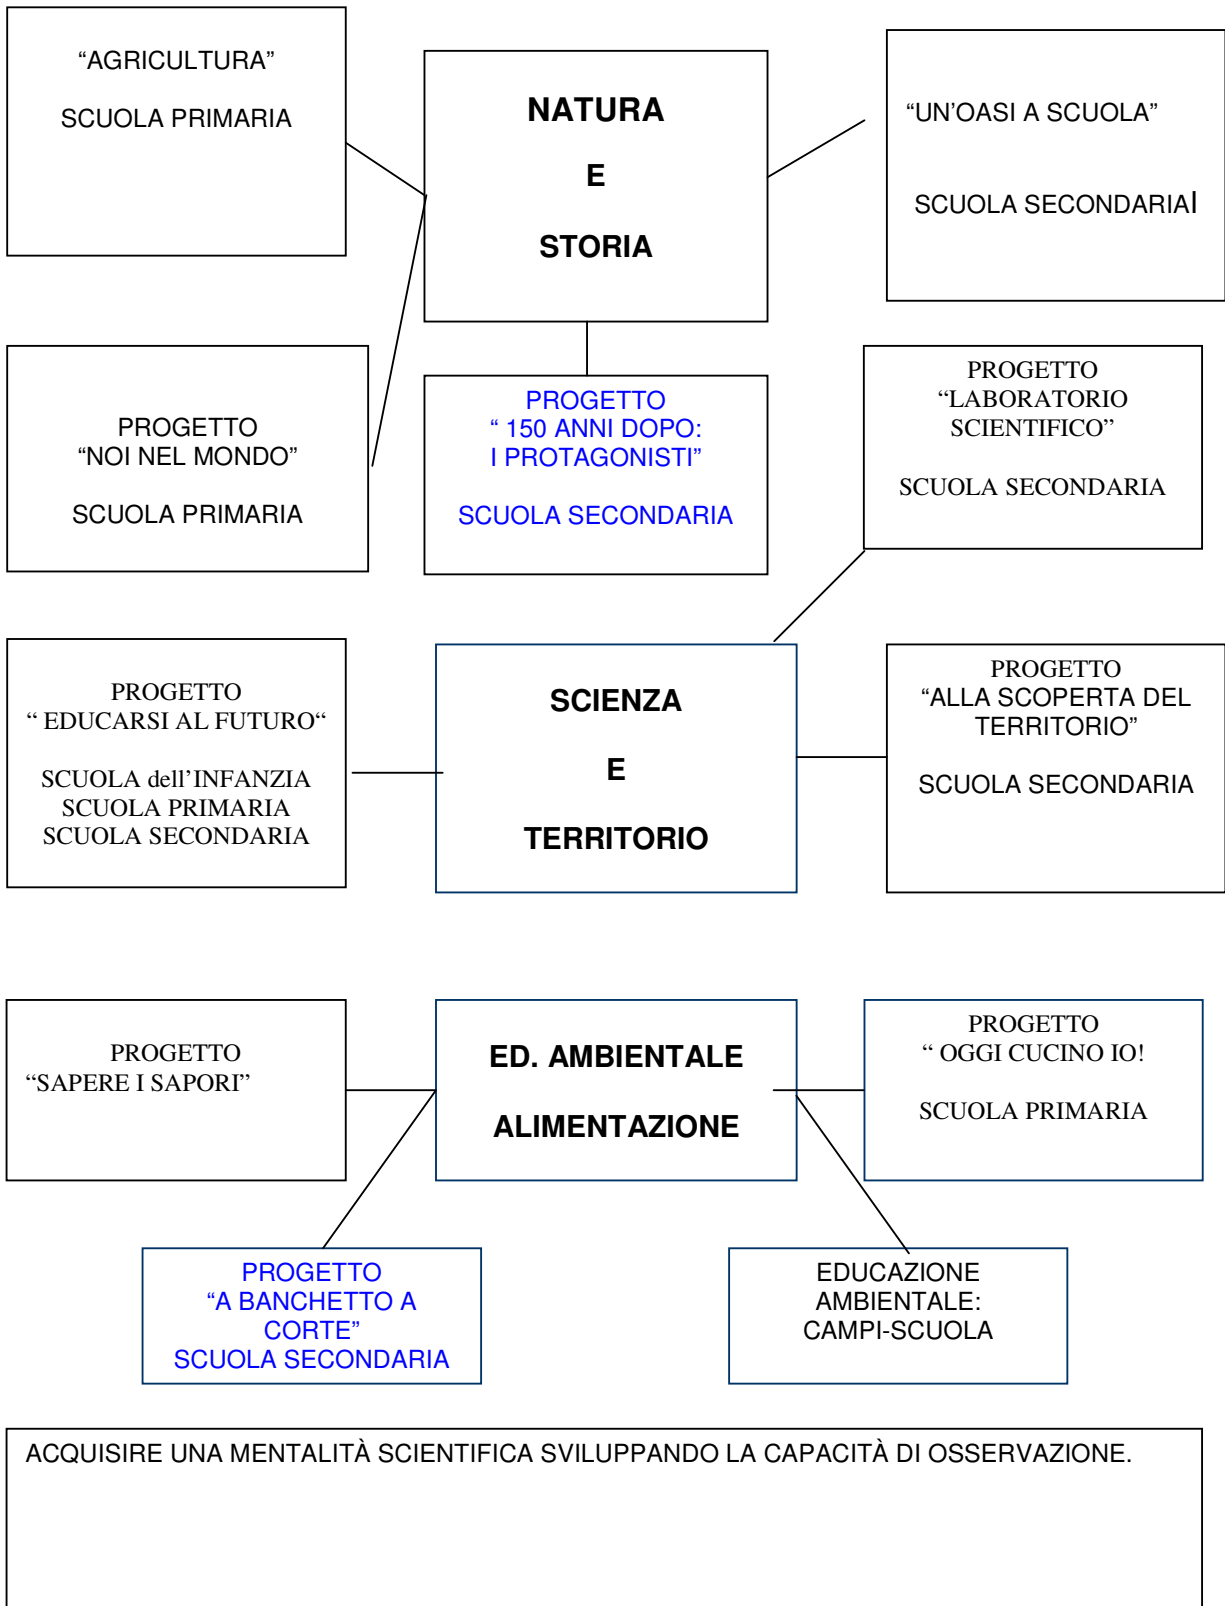 “AGRICULTURA”
SCUOLA PRIMARIA
NATURA
E
STORIA
“UN’OASI A SCUOLA”
SCUOLA SECONDARIAI
PROGETTO
“NOI NEL MONDO”
SCUOLA PRIMARIA
PROGETTO
“ 150 ANNI DOPO:
I PROTAGONISTI”
SCUOLA SECONDARIA
PROGETTO
“LABORATORIO
SCIENTIFICO”
SCUOLA SECONDARIA
PROGETTO
“ EDUCARSI AL FUTURO“
SCUOLA dell’INFANZIA
SCUOLA PRIMARIA
SCUOLA SECONDARIA
SCIENZA
E
TERRITORIO
PROGETTO
“ALLA SCOPERTA DEL
TERRITORIO”
SCUOLA SECONDARIA
PROGETTO
“SAPERE I SAPORI”
ED. AMBIENTALE
ALIMENTAZIONE
PROGETTO
“ OGGI CUCINO IO!
SCUOLA PRIMARIA
PROGETTO
“A BANCHETTO A
CORTE”
SCUOLA SECONDARIA
EDUCAZIONE
AMBIENTALE:
CAMPI-SCUOLA
ACQUISIRE UNA MENTALITÀ SCIENTIFICA SVILUPPANDO LA CAPACITÀ DI OSSERVAZIONE.